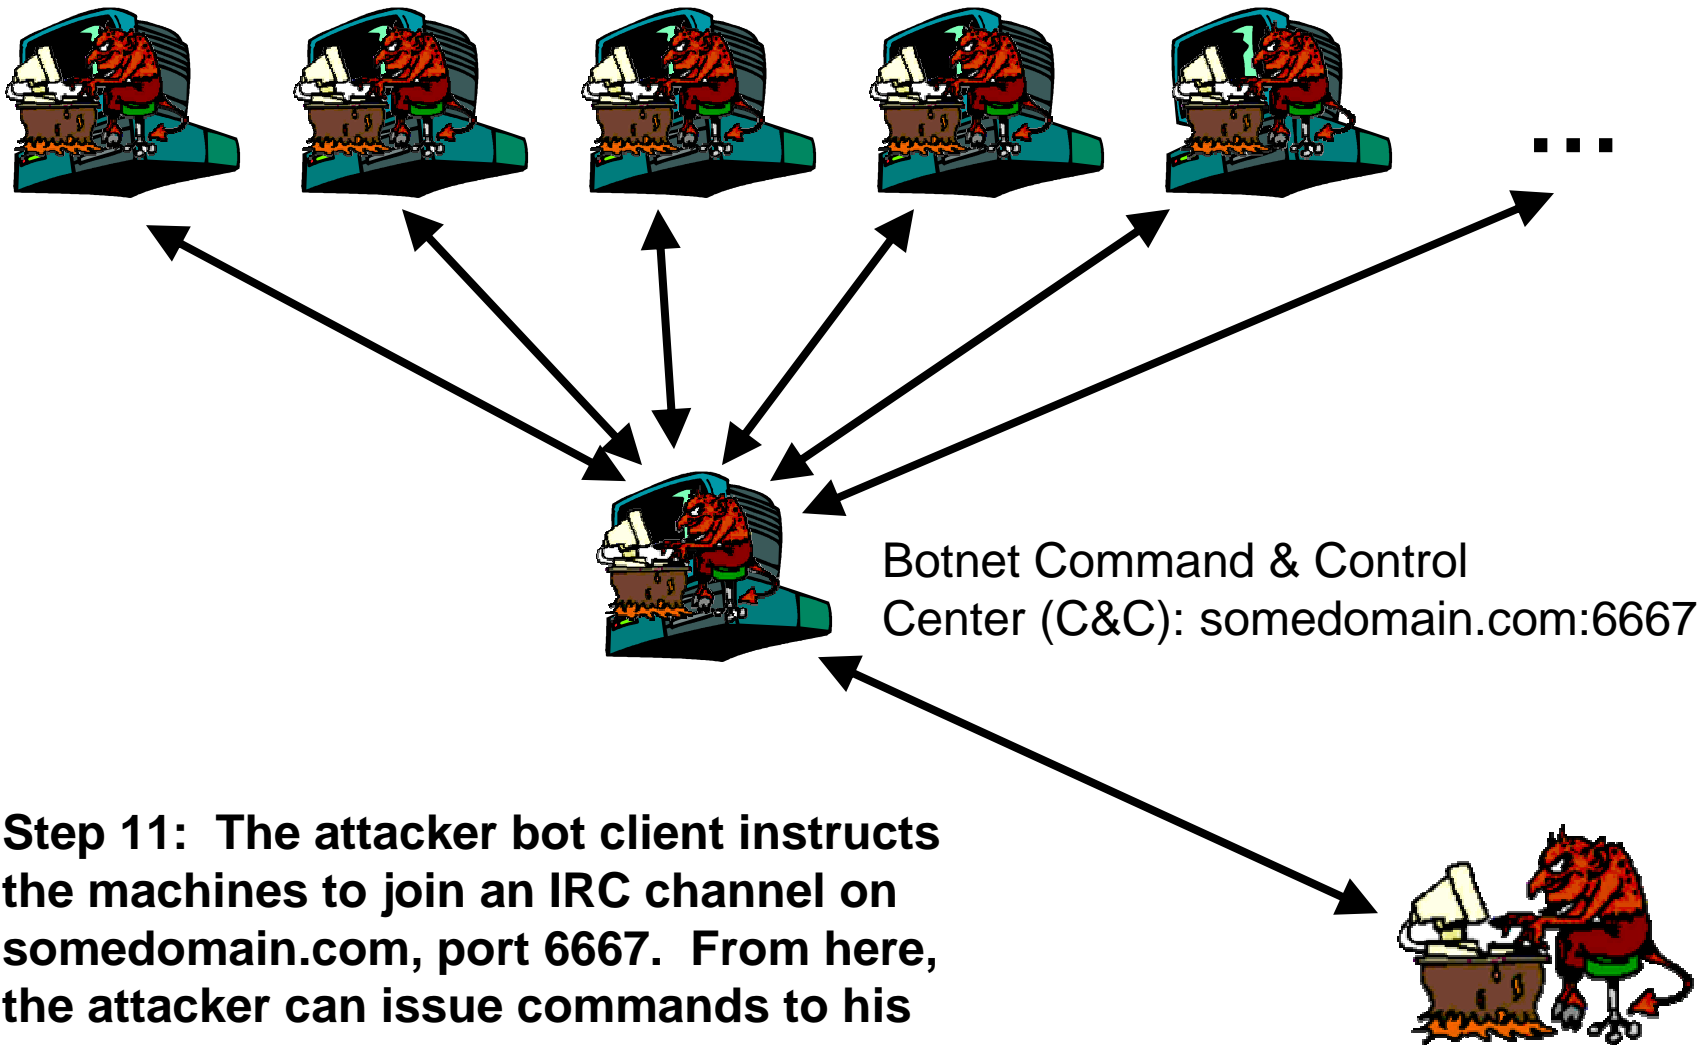 ...
Botnet Command & Control
Center (C&C): somedomain.com:6667
Step 11:  The attacker bot client instructs
the machines to join an IRC channel on
somedomain.com, port 6667.  From here,
the attacker can issue commands to his